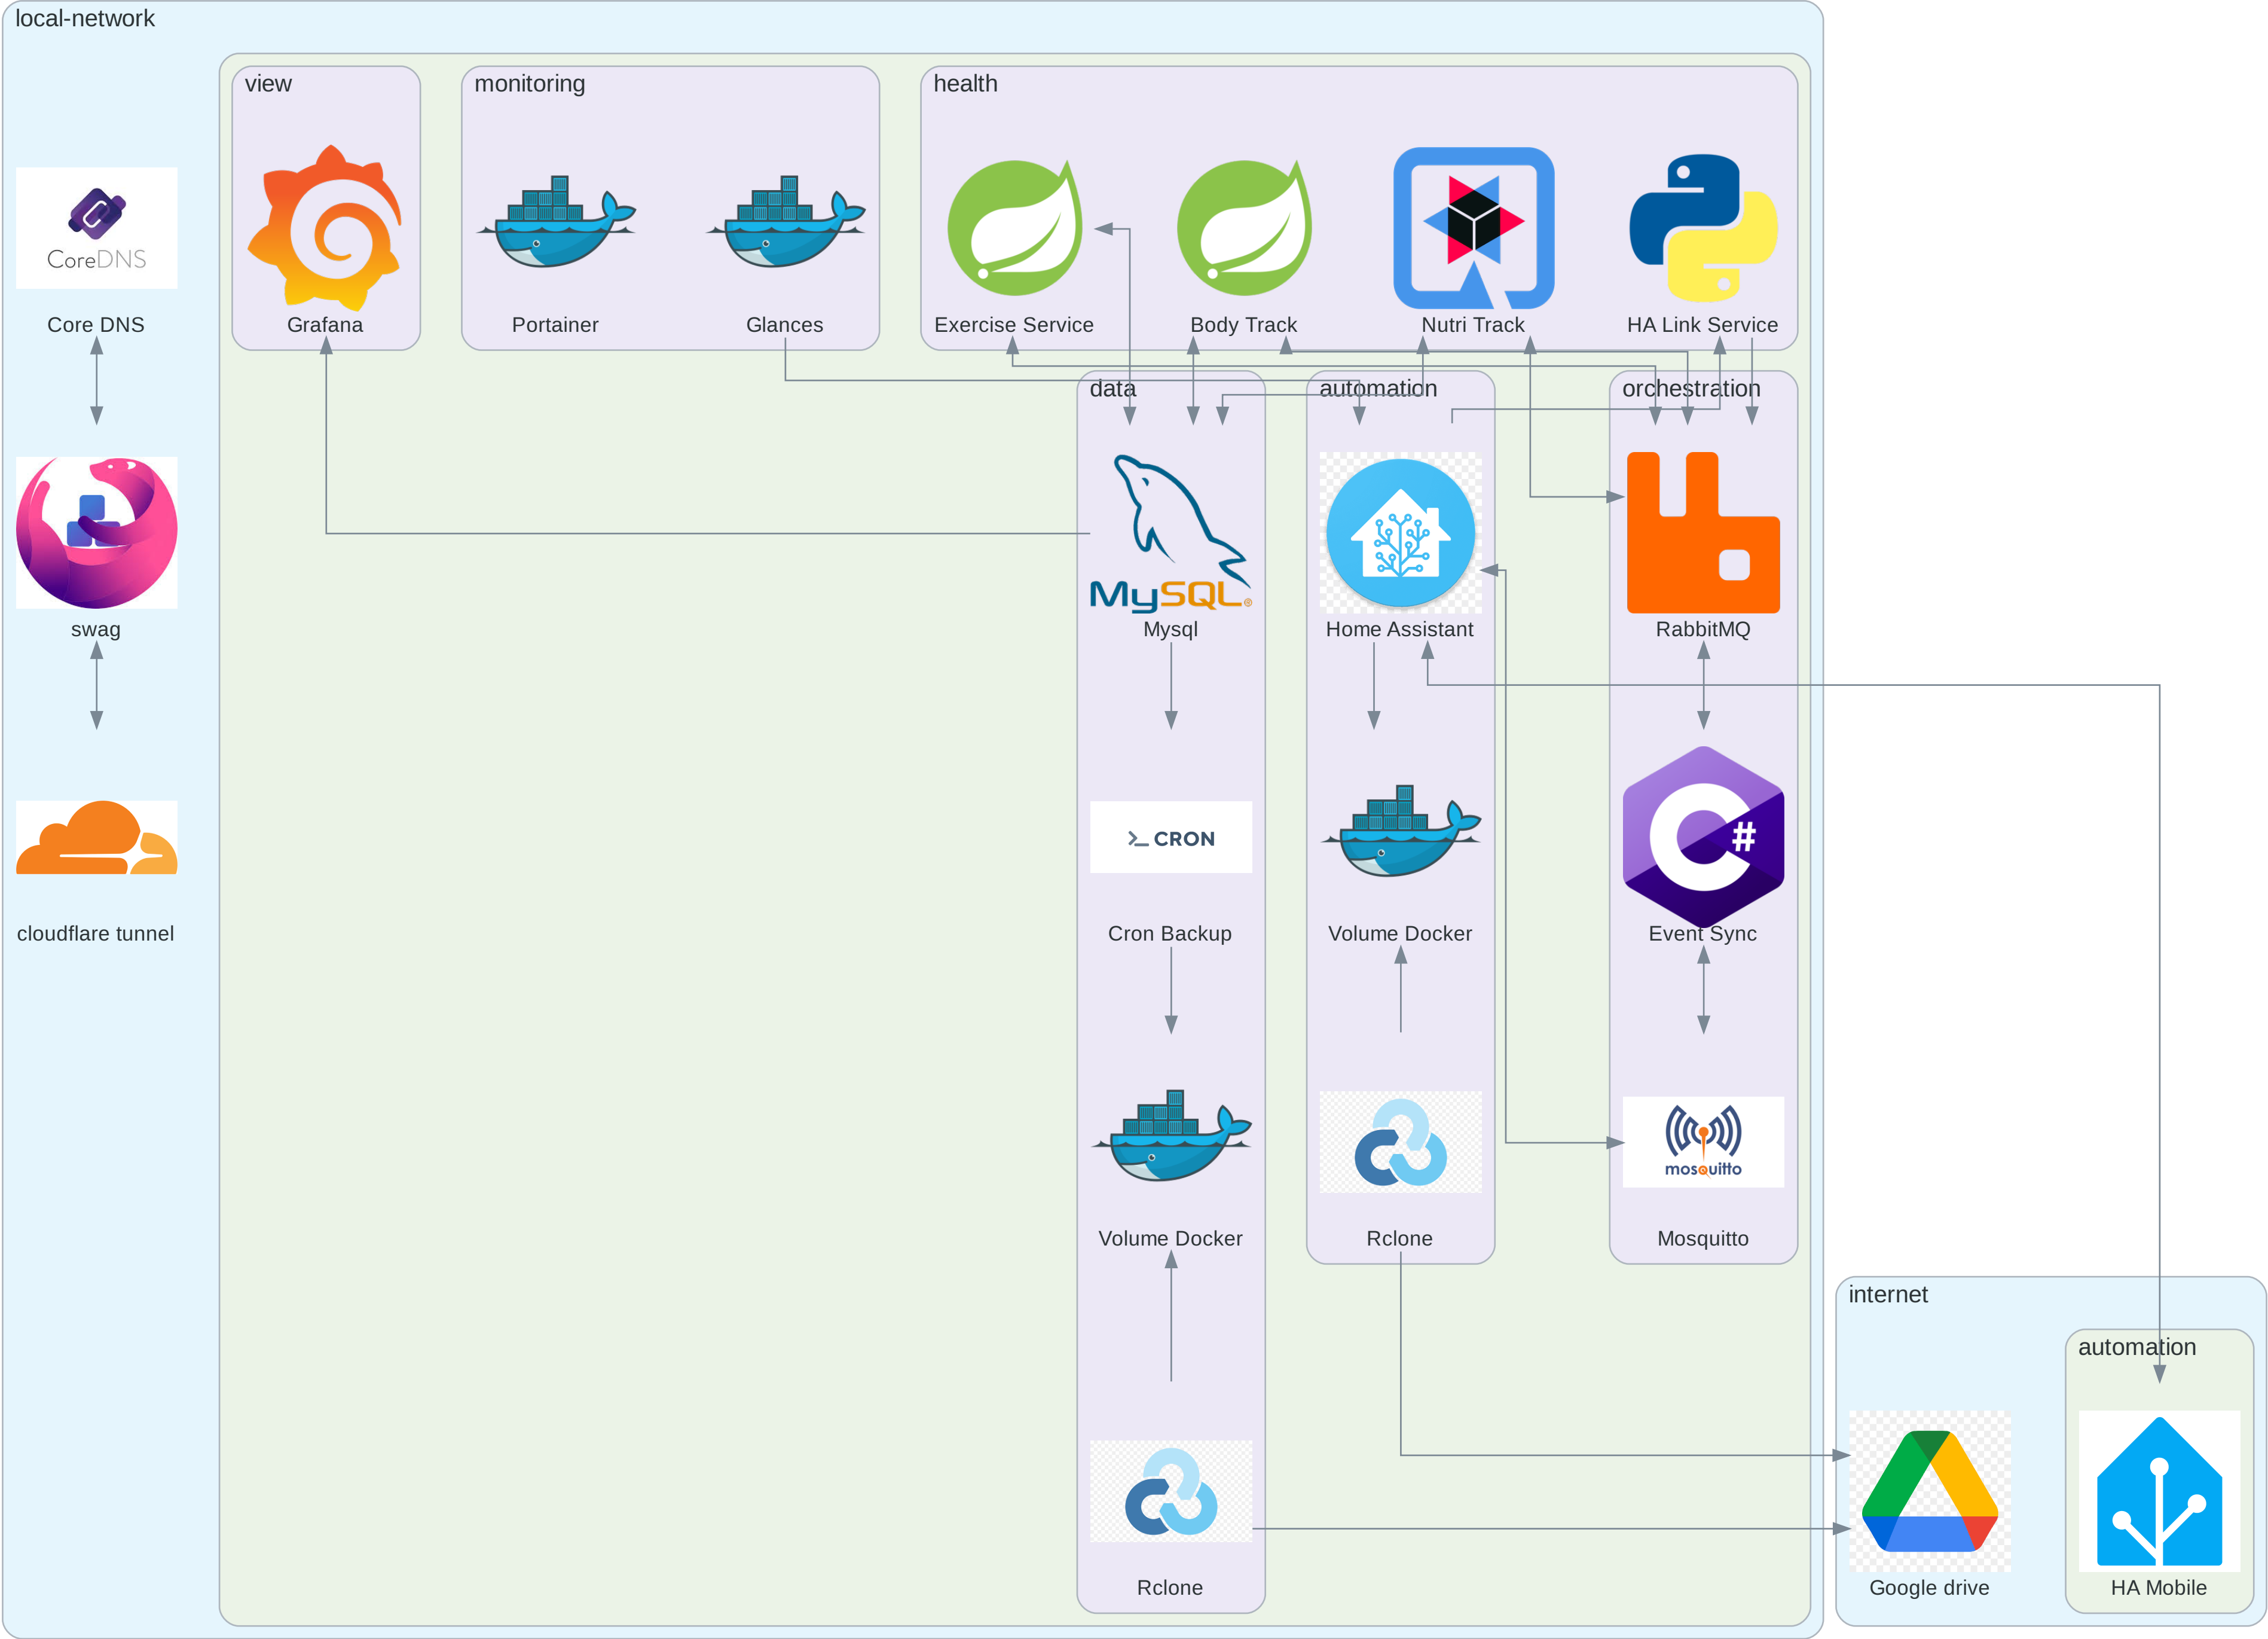 local-network
view
monitoring
health
CoreDNS
Core DNS
Grafana
Portainer
Glances
Exercise Service
Body Track
Nutri Track
HA Link Service
data
automation
orchestration
MySQL®
swag
Mysql
Home Assistant
RabbitMQ
CRON
C#
cloudflare tunnel
Cron Backup
Volume Docker
Event Sync
mosquitto
Volume Docker
Rclone
Mosquitto
internet
automation
Rclone
Google drive
HA Mobile